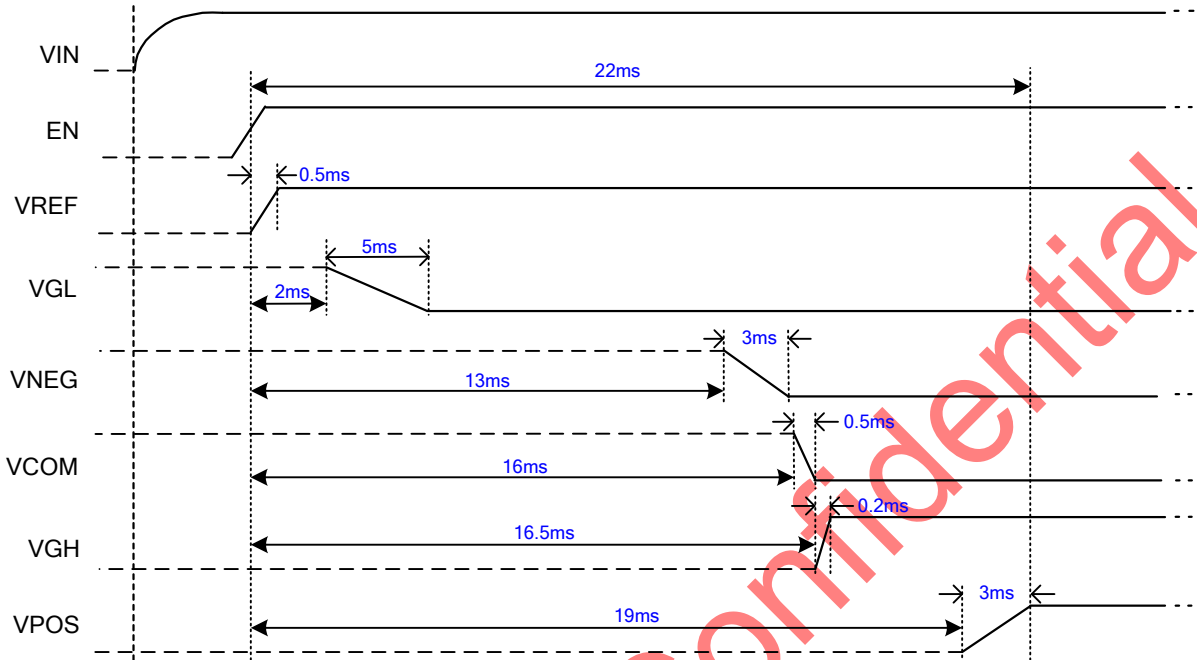 VIN
22ms
EN
0.5ms
VREF
5ms
VGL
2ms
3ms
VNEG
13ms
0.5ms
VCOM
16ms
0.2ms
VGH
16.5ms
3ms
VPOS
19ms
Confidential